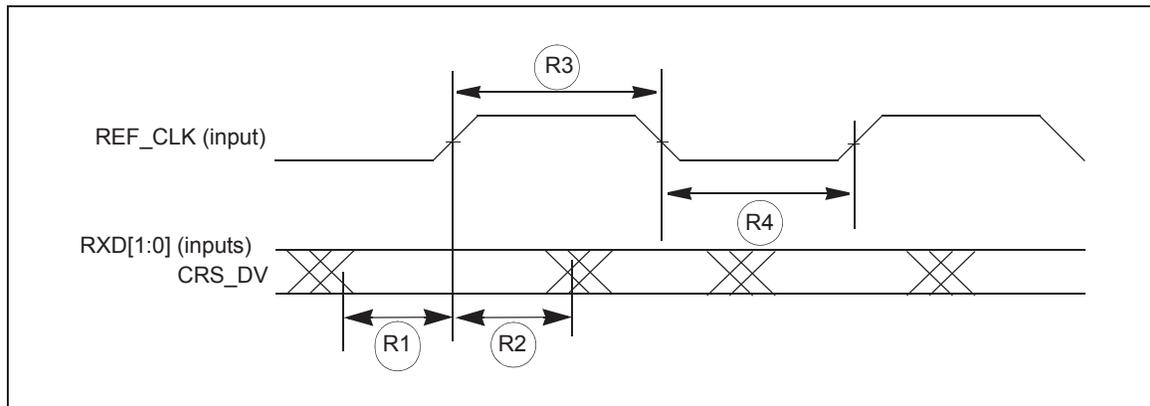 R3
REF_CLK (input)
R4
RXD[1:0] (inputs)
CRS_DV
R1
R2